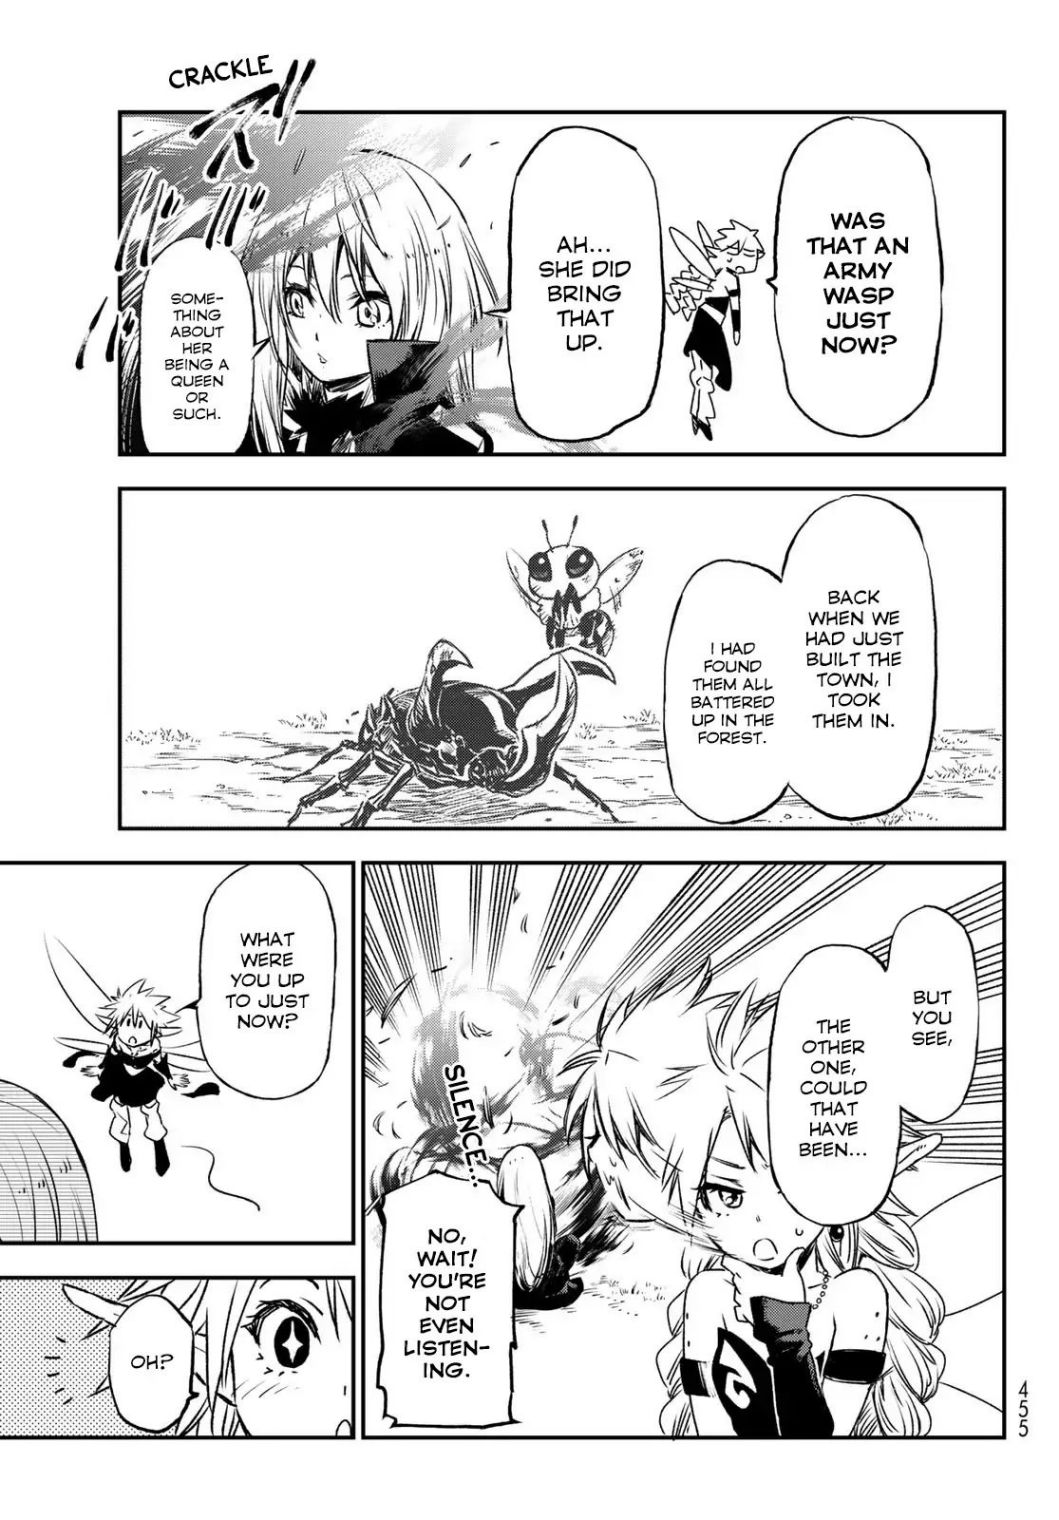 CRACKLE
WAS
THAT AN
ARMY
WASP
JUST
NOW?
AH...
SHE DID
BRING
THAT
UP.
SOME-
THING
ABOUT
HER
BEING A
QUEEN
OR
SUCH.
BACK
WHEN WE
HAD JUST
BUILT THE
TOWN, I
TOOK
THEM IN.
I HAD
FOUND
THEM ALL
BATTERED
UP IN THE
FOREST.
BUT
YOU
SEE,
THE
OTHER
ONE,
COULD
THAT
HAVE
BEEN...
SILENCE...
NO,
WAIT!
YOU'RE
NOT
EVEN
LISTEN-
ING.
WHAT
WERE
YOU UP
TO JUST
NOW?
OH?
455